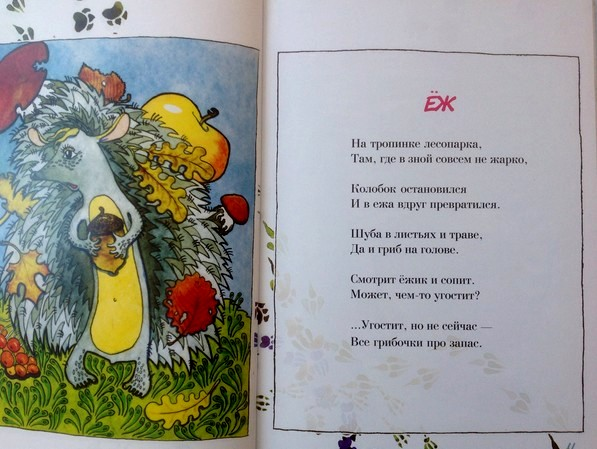 ЁЖ
На тропинке лесопарка,
Там, где в зной совсем не жарко,
Колобок остановился
И в ежа вдруг превратился.
Шуба в листьях и траве,
Да и гриб на голове.
Смотрит ёжик и сопит.
Может, чем-то угостит?
...Угостит, но не сейчас —
Все грибочки про запас.